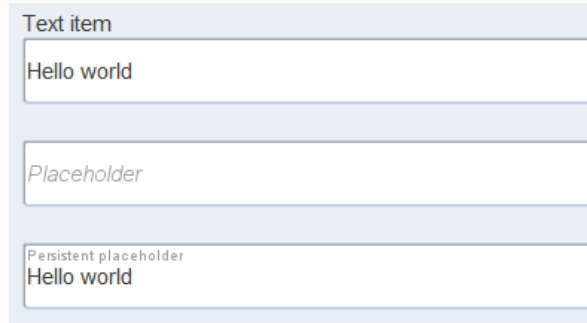 Text item
Hello world
Placeholder
Persistent placeholder
Hello world